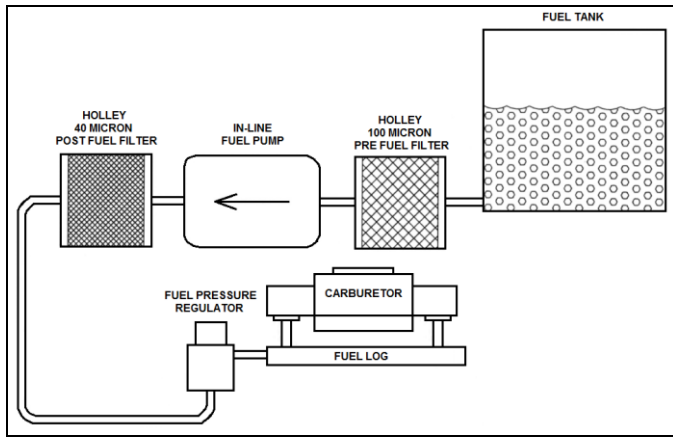 FUEL TANK
HOLLEY
40 MICRON
POST FUEL FILTER
IN-LINE
FUEL PUMP
HOLLEY
100 MICRON
PRE FUEL FILTER
FUEL PRESSURE
REGULATOR
CARBURETOR
FUEL LOG